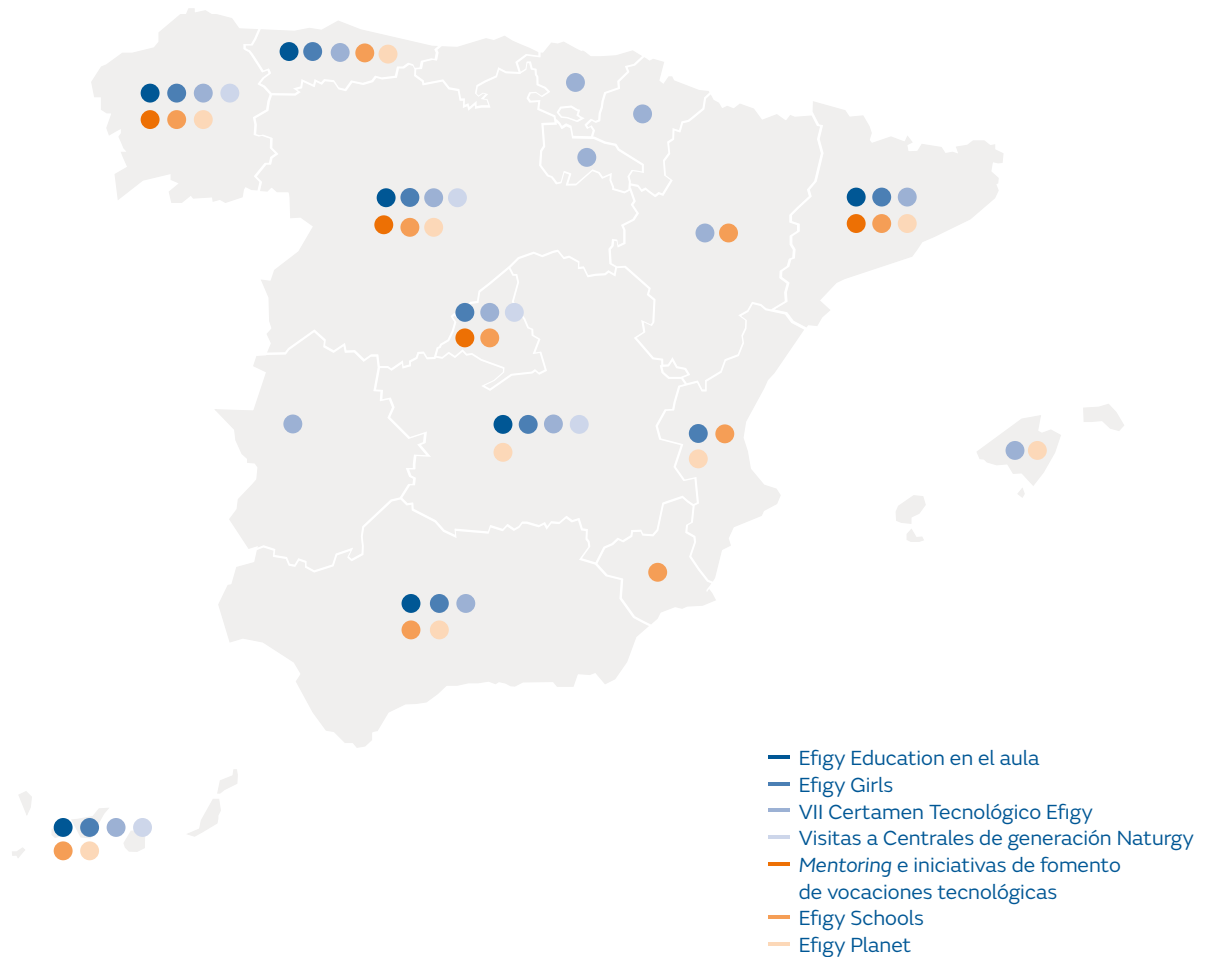 Efigy Education en el aula
Efigy Girls
VII Certamen Tecnológico Efigy
Visitas a Centrales de generación Naturgy
Mentoring e iniciativas de fomento
de vocaciones tecnológicas
Efigy Schools
Efigy Planet